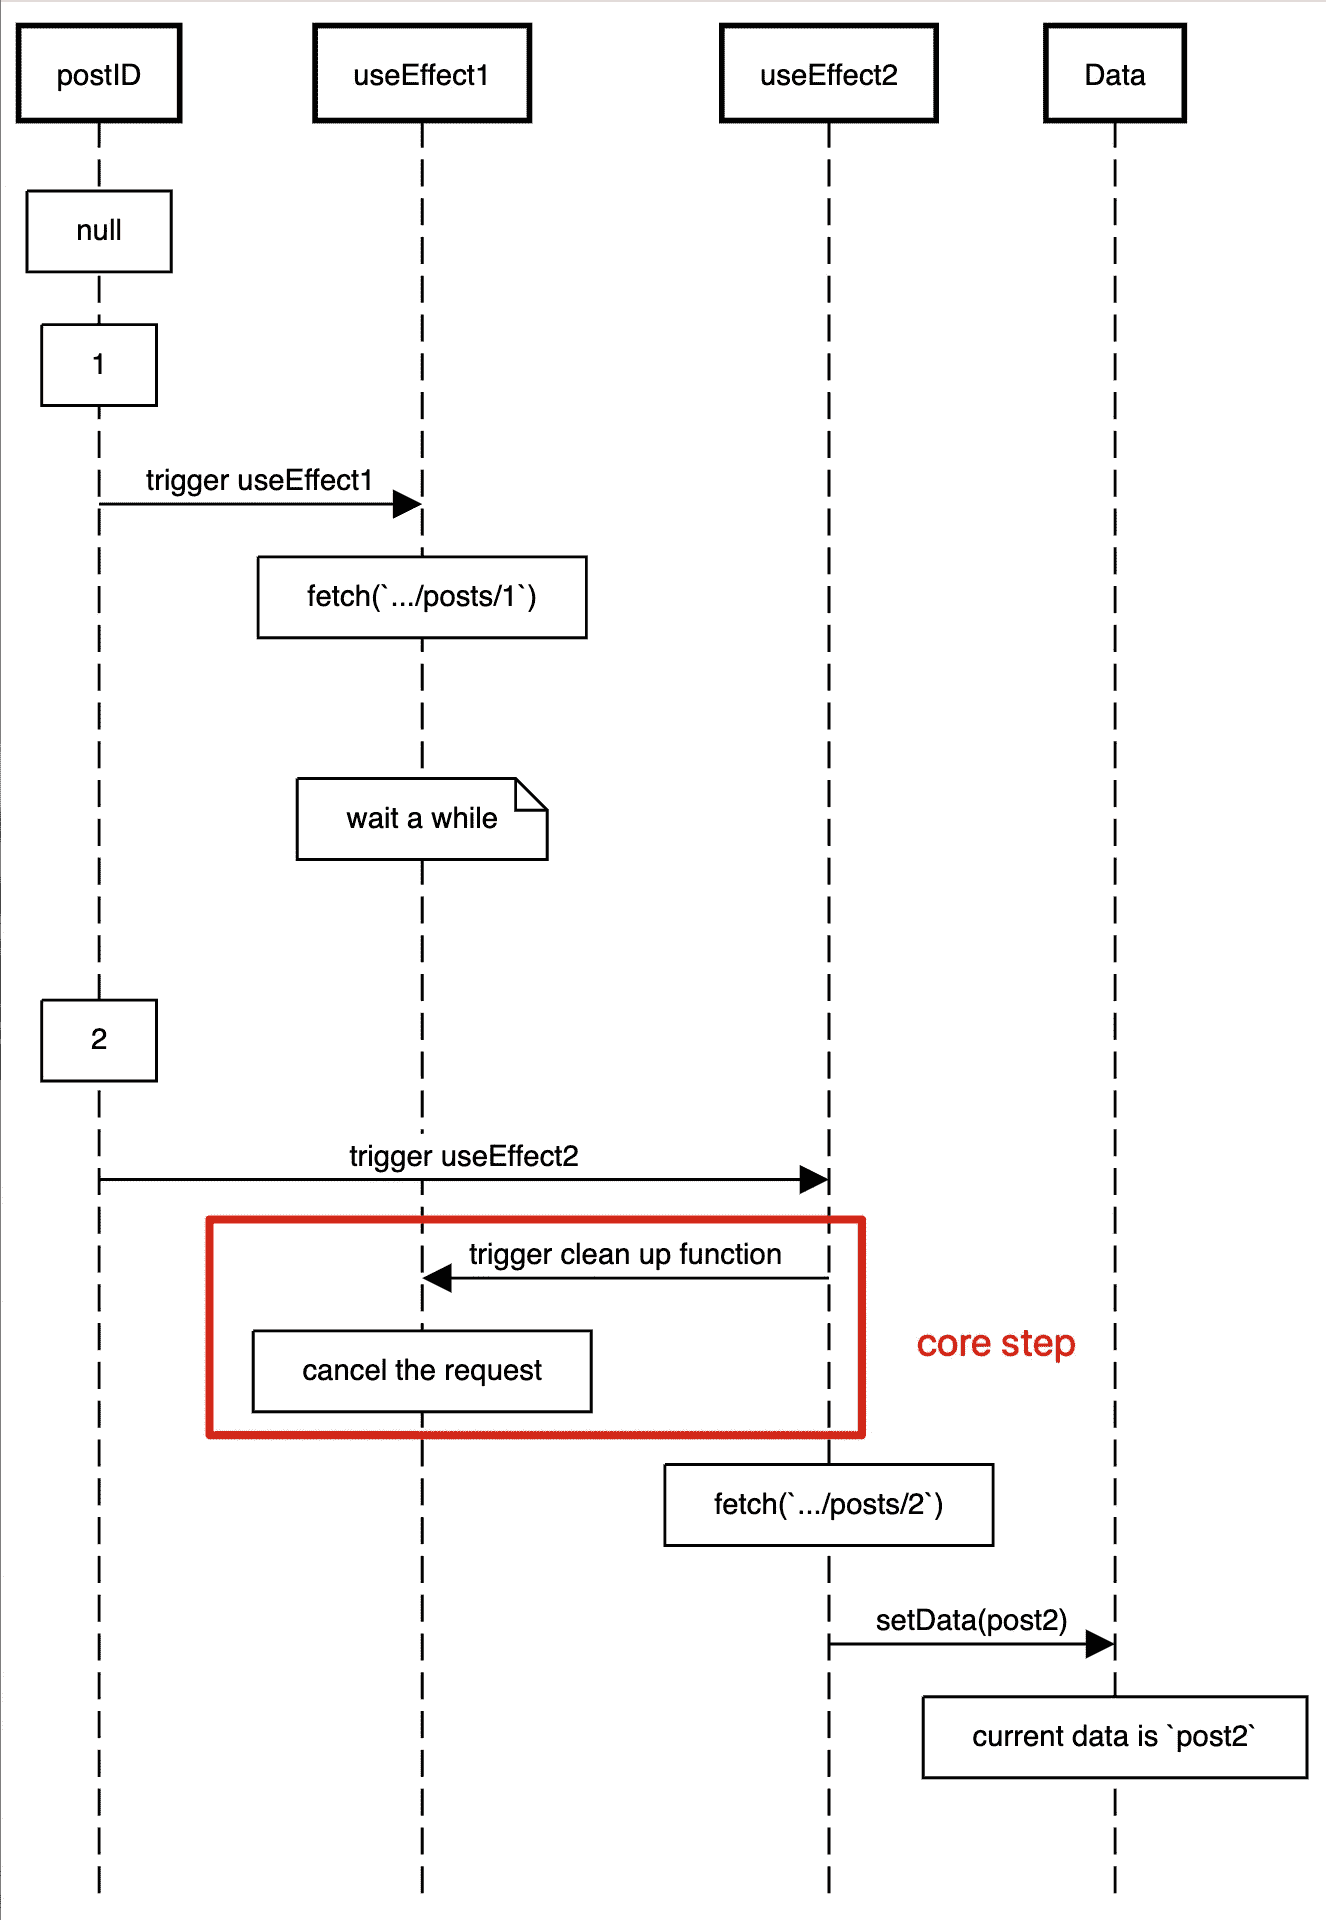 postID
useEffect1
useEffect2
Data
null
1
trigger useEffect1
fetch(`.../posts/1`)
wait a while
2
trigger useEffect2
trigger clean up function
core step
cancel the request
fetch(`.../posts/2`)
setData(post2)
current data is `post2`